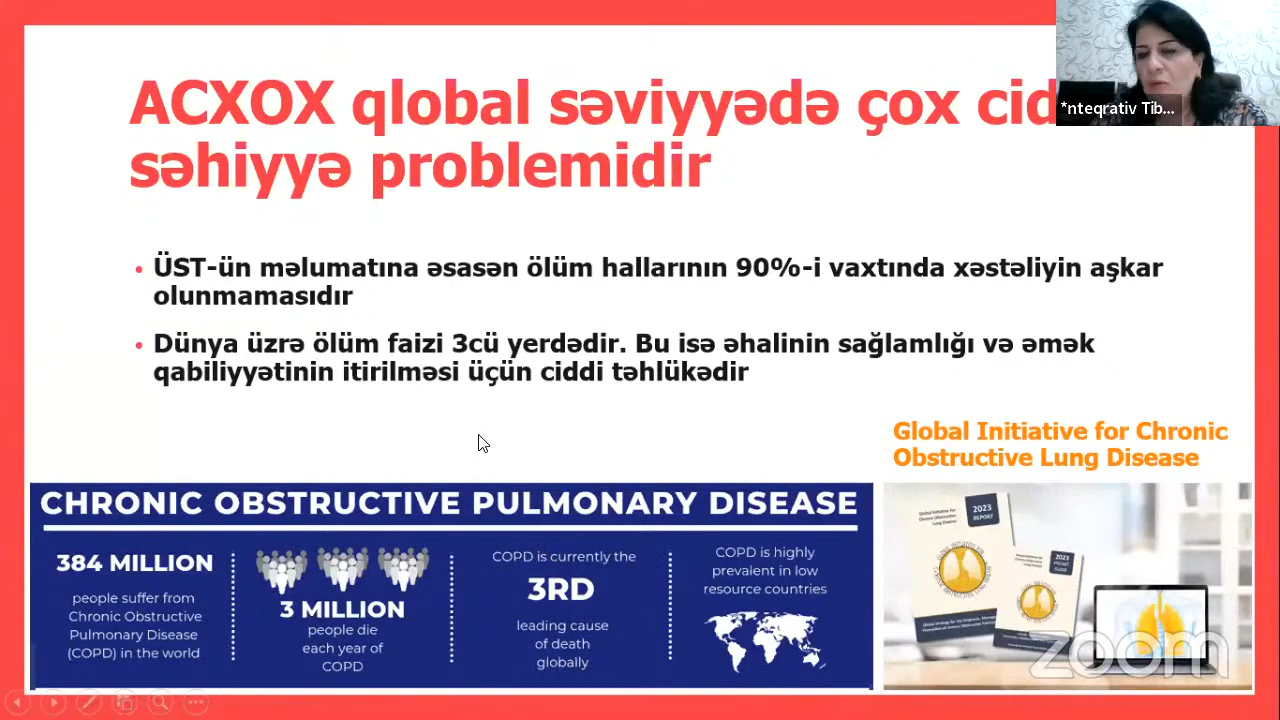 ACXOX qlobal səviyyədə çox cid
səhiyyə problemidir
*nteqrativ Tib...
• ÜST-ün məlumatına əsasən ölüm hallarının 90%-i vaxtında xəstəliyin aşkar
olunmamasıdır
• Dünya üzrə ölüm faizi 3cü yerdədir. Bu isə əhalinin sağlamlığı və əmək
qabiliyyətinin itirilməsi üçün ciddi təhlükədir
Global Initiative for Chronic
Obstructive Lung Disease
CHRONIC OBSTRUCTIVE PULMONARY DISEASE
384 MILLION
people suffer from
Chronic Obstructive
Pulmonary Disease
(COPD) in the world
3 MILLION
people die
each year of
COPD
COPD is currently the
3RD
leading cause
of death
globally
COPD is highly
prevalent in low
resource countries
2023
REPORT
2023
zoom